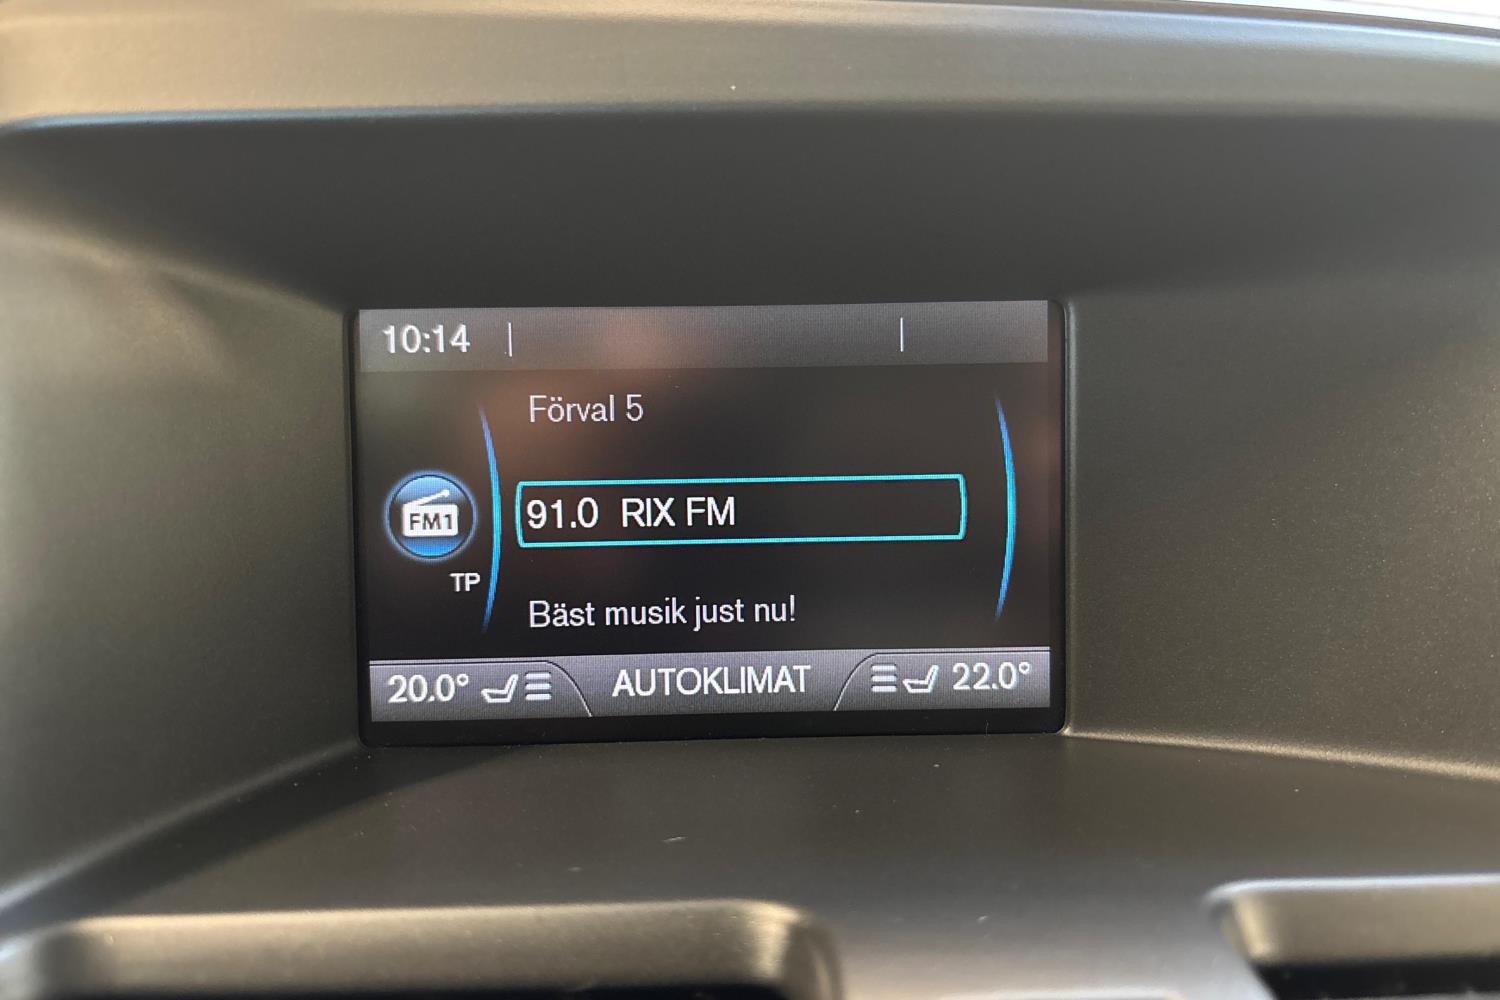 10:14
Förval 5
91.0 RIX FM
FM1
TP
Bäst musik just nu!
20.0° AUTOKLIMAT 22.0°